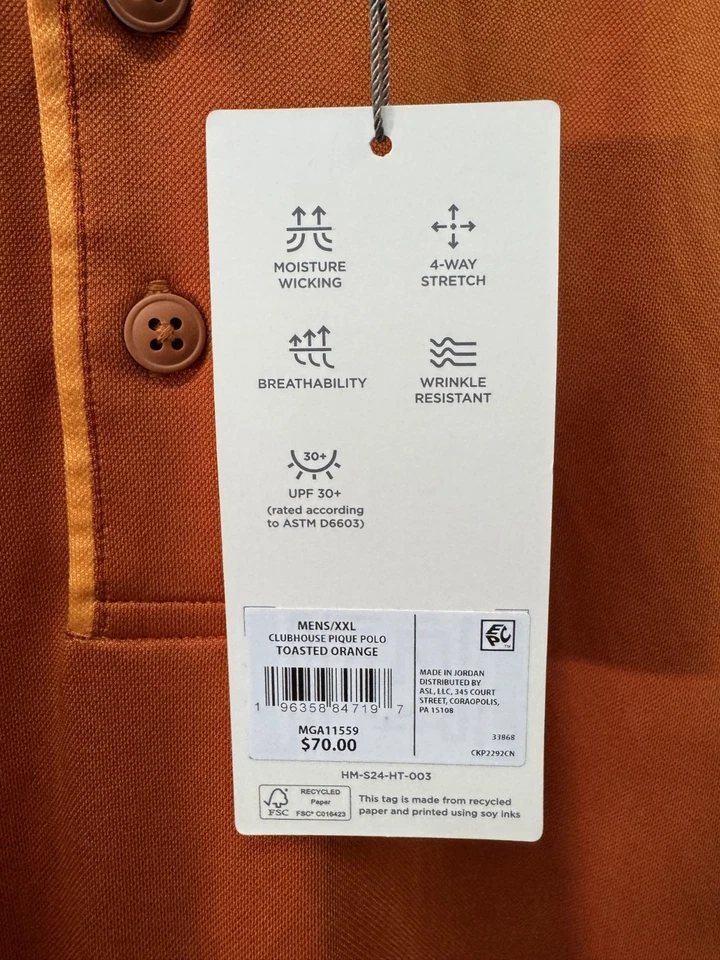 MOISTURE
WICKING
4-WAY
STRETCH
BREATHABILITY
WRINKLE
RESISTANT
30+
UPF 30+
(rated according
to ASTM D6603)
MENS/XXL
CLUBHOUSE PIQUE POLO
TOASTED ORANGE
1 96358 84719 7
MGA11559
$70.00
EPC™
MADE IN JORDAN
DISTRIBUTED BY
ASL, LLC, 345 COURT
STREET, CORAOPOLIS,
PA 15108
33868
CKP2292CN
HM-S24-HT-003
FSC
RECYCLED
Paper
FSC® C016423
This tag is made from recycled
paper and printed using soy inks